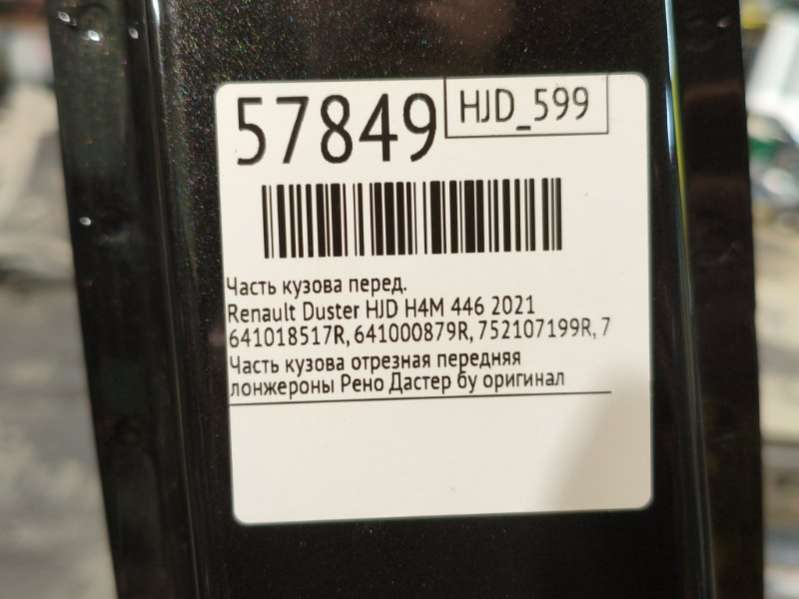 57849
HJD_599
Часть кузова перед.
Renault Duster HJD H4M 446 2021
641018517R, 641000879R, 752107199R, 7
Часть кузова отрезная передняя
лонжероны Рено Дастер бу оригинал